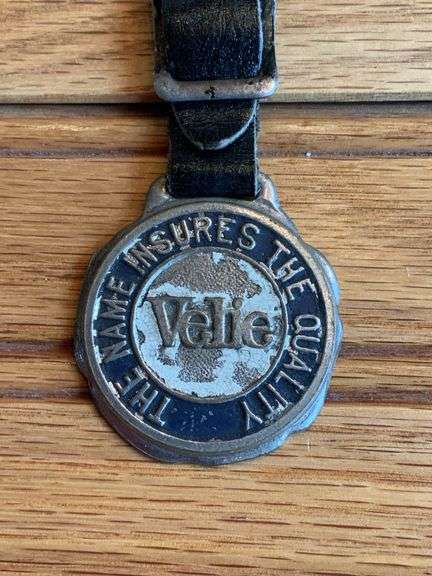 THE NAME INSURES THE QUALITY
Velie